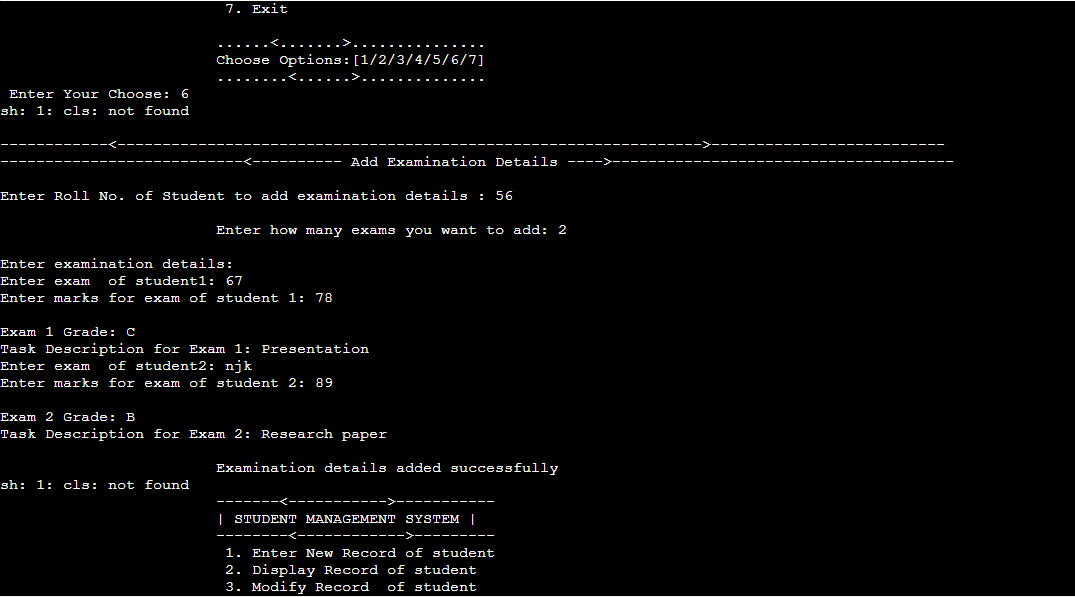 7. Exit
......<.......>...............
Choose Options:[1/2/3/4/5/6/7]
........<......>..............
Enter Your Choose: 6
sh: 1: cls: not found
------------<----------------------------------------------------------------->--------------------------
---------------------------<---------- Add Examination Details ---->--------------------------------------
Enter Roll No. of Student to add examination details : 56
Enter how many exams you want to add: 2
Enter examination details:
Enter exam  of student1: 67
Enter marks for exam of student 1: 78
Exam 1 Grade: C
Task Description for Exam 1: Presentation
Enter exam  of student2: njk
Enter marks for exam of student 2: 89
Exam 2 Grade: B
Task Description for Exam 2: Research paper
Examination details added successfully
sh: 1: cls: not found
-------<----------->-----------
| STUDENT MANAGEMENT SYSTEM |
--------<------------>---------
1. Enter New Record of student
2. Display Record of student
3. Modify Record  of student